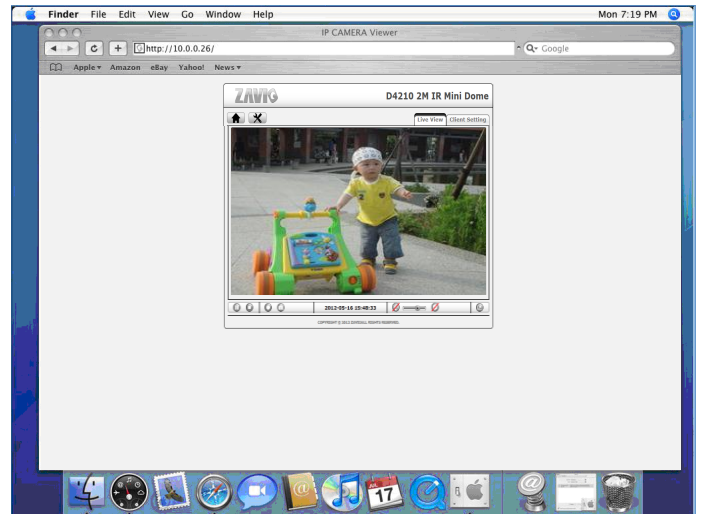 Finder File Edit View Go Window Help Mon 7:19 PM
IP CAMERA Viewer
http://10.0.0.26/
Google
Apple Amazon eBay Yahoo! News
ZAVIO D4210 2M IR Mini Dome
Live View Client Setting
2
2012-05-16 15:48:33
JUL
17
@